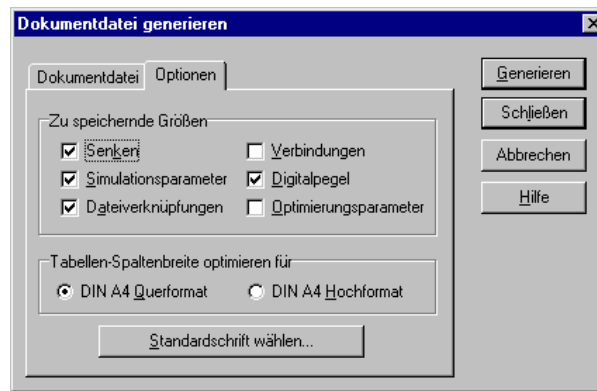 Dokumentdatei generieren
Dokumentdatei Optionen
Generieren
Schließen
Abbrechen
Hilfe
Zu speichernde Größen
Senken Verbindungen
Simulationsparameter Digitalpegel
Dateiverknüpfungen Optimierungsparameter
Tabellen-Spaltenbreite optimieren für
DIN A4 Querformat DIN A4 Hochformat
Standardschrift wählen...